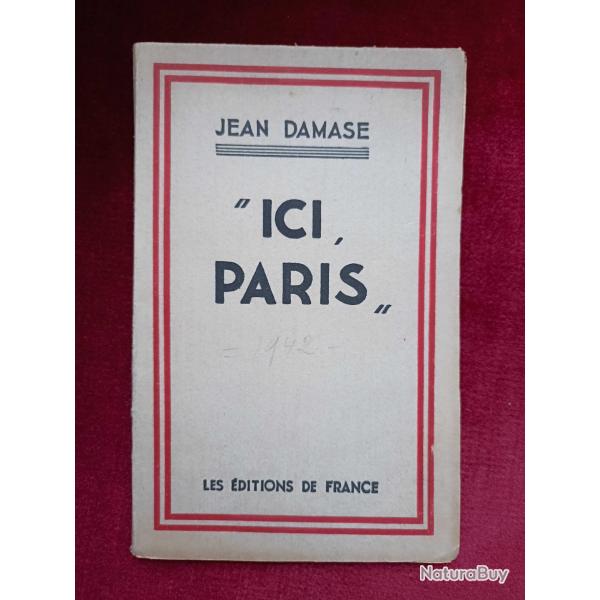 JEAN DAMASE
"ICI,
PARIS„
- 1942 -
LES ÉDITIONS DE FRANCE
NaturaBuy